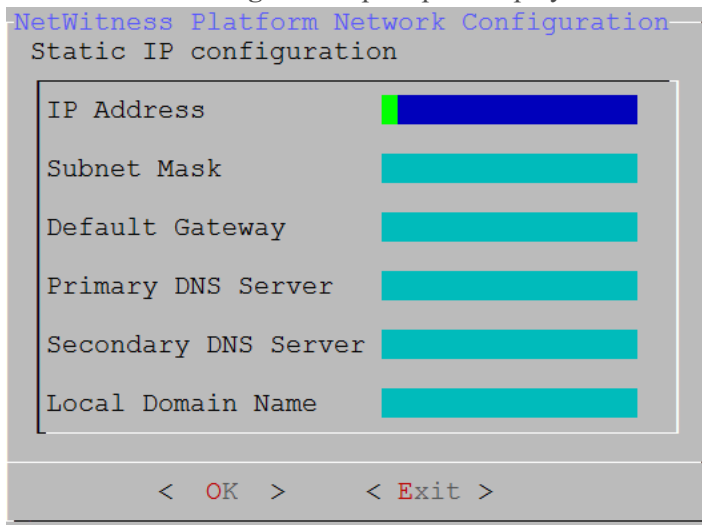 NetWitness Platform Network Configuration
Static IP configuration
IP Address
Subnet Mask
Default Gateway
Primary DNS Server
Secondary DNS Server
Local Domain Name
< OK > < Exit >